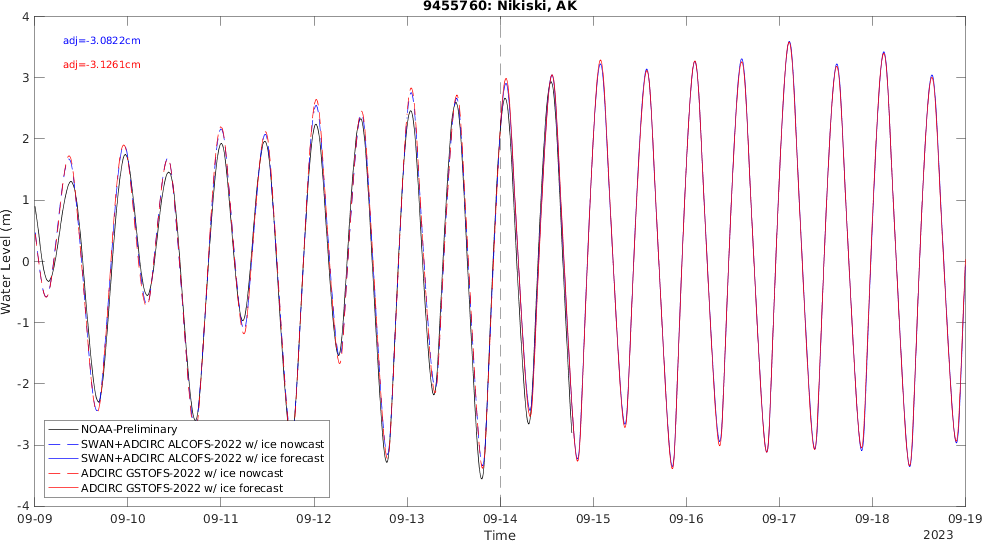 9455760: Nikiski, AK
adj=-3.0822cm
adj=-3.1261cm
Water Level (m)
4
3
2
1
0
-1
-2
-3
-4
NOAA-Preliminary
SWAN+ADCIRC ALCOFS-2022 w/ ice nowcast
SWAN+ADCIRC ALCOFS-2022 w/ ice forecast
ADCIRC GSTOFS-2022 w/ ice nowcast
ADCIRC GSTOFS-2022 w/ ice forecast
09-09 09-10 09-11 09-12 09-13 09-14 09-15 09-16 09-17 09-18 09-19
Time
2023